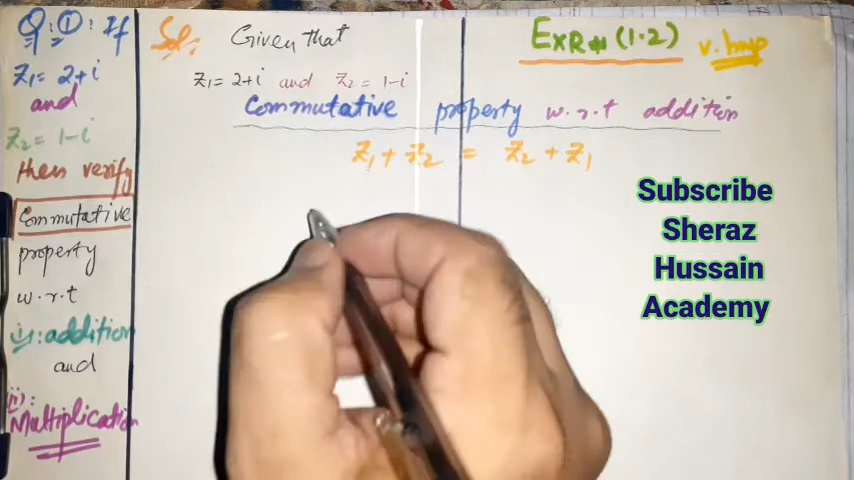 Q:①: If
Z₁ = 2+i
and
Z₂ = 1-i
then verify
Commutative
property
w.r.t
i): addition
and
ii):
Multiplication
Sol:
Given that
Z₁ = 2+i and Z₂ = 1-i
Commutative property w.r.t addition
Z₁ + Z₂ = Z₂ + Z₁
ExR# (1.2)
v. Imp
Subscribe
Sheraz
Hussain
Academy